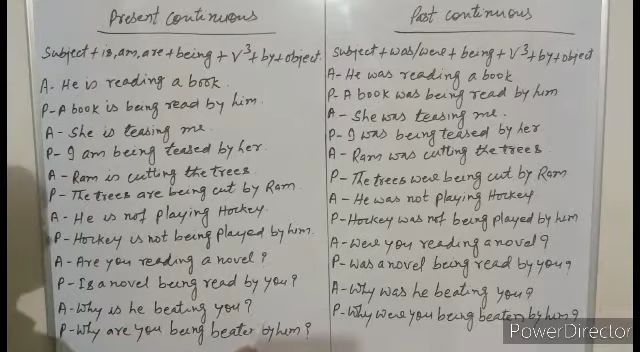 Present continuous
Subject + is, am, are + being + V³ + by + object
A- He is reading a book.
P- A book is being read by him.
A- She is teasing me.
P- I am being teased by her.
A- Ram is cutting the trees.
P- The trees are being cut by Ram.
A- He is not playing Hockey.
P- Hockey is not being played by him.
A- Are you reading a novel?
P- Is a novel being read by you?
A- Why is he beating you?
P- Why are you being beaten by him?
Past continuous
Subject + was/were + being + V³ + by + object
A- He was reading a book
P- A book was being read by him
A- She was teasing me.
P- I was being teased by her
A- Ram was cutting the trees.
P- The trees were being cut by Ram
A- He was not playing Hockey
P- Hockey was not being played by him
A- Were you reading a novel?
P- Was a novel being read by you?
A- Why was he beating you?
P- Why were you being beaten by him?
PowerDirector